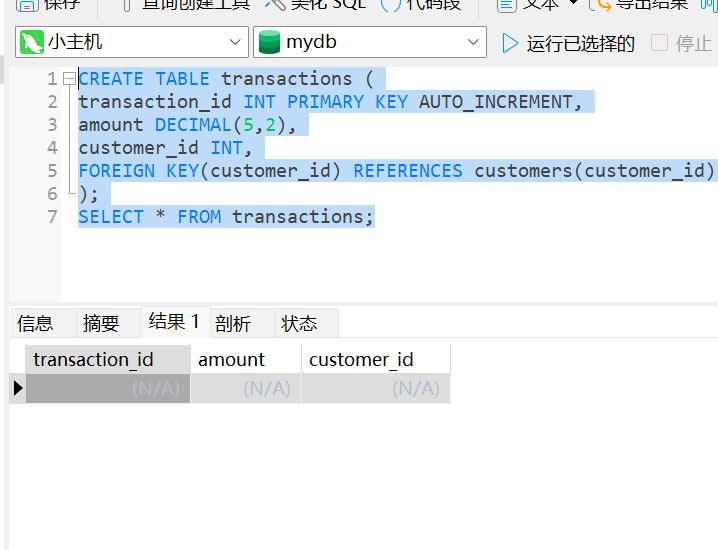 保存 查询创建工具 美化 SQL 代码段 文本 导出结果
小主机 mydb 运行已选择的 停止
1 CREATE TABLE transactions (
2 transaction_id INT PRIMARY KEY AUTO_INCREMENT,
3 amount DECIMAL(5,2),
4 customer_id INT,
5 FOREIGN KEY(customer_id) REFERENCES customers(customer_id)
6 );
7 SELECT * FROM transactions;
信息 摘要 结果 1 剖析 状态
transaction_id amount customer_id
(N/A) (N/A) (N/A)